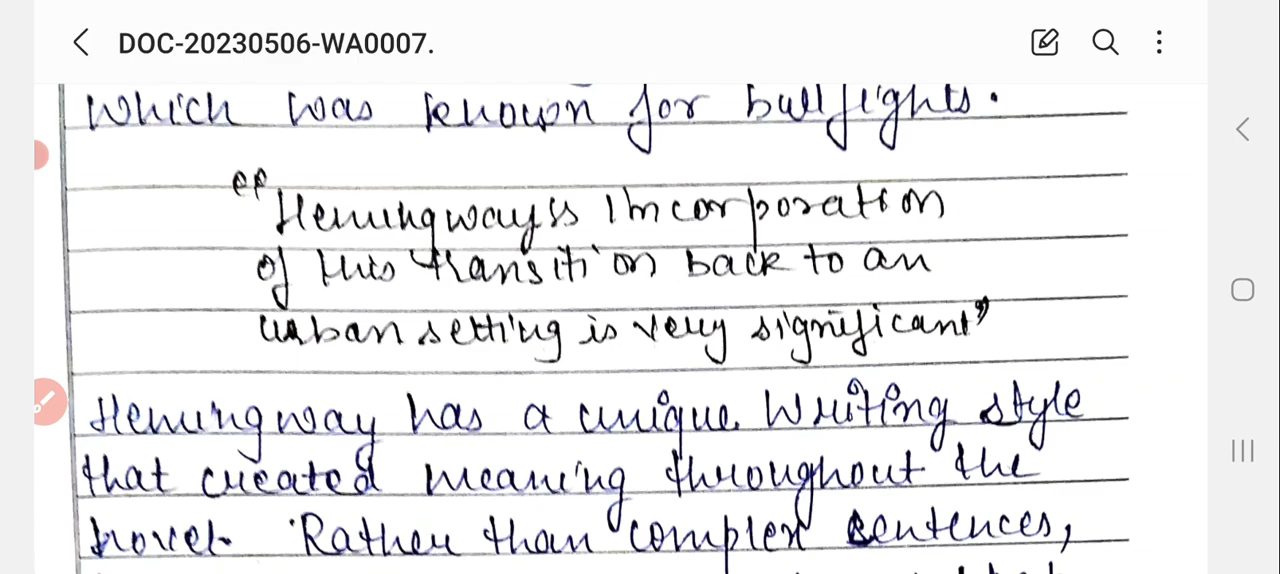 DOC-20230506-WA0007.
which was known for bullfights.
"Hemingway's Incorporation
of this transition back to an
urban setting is very significant"
Hemingway has a unique writing style
that created meaning throughout the
novel. Rather than complex sentences,